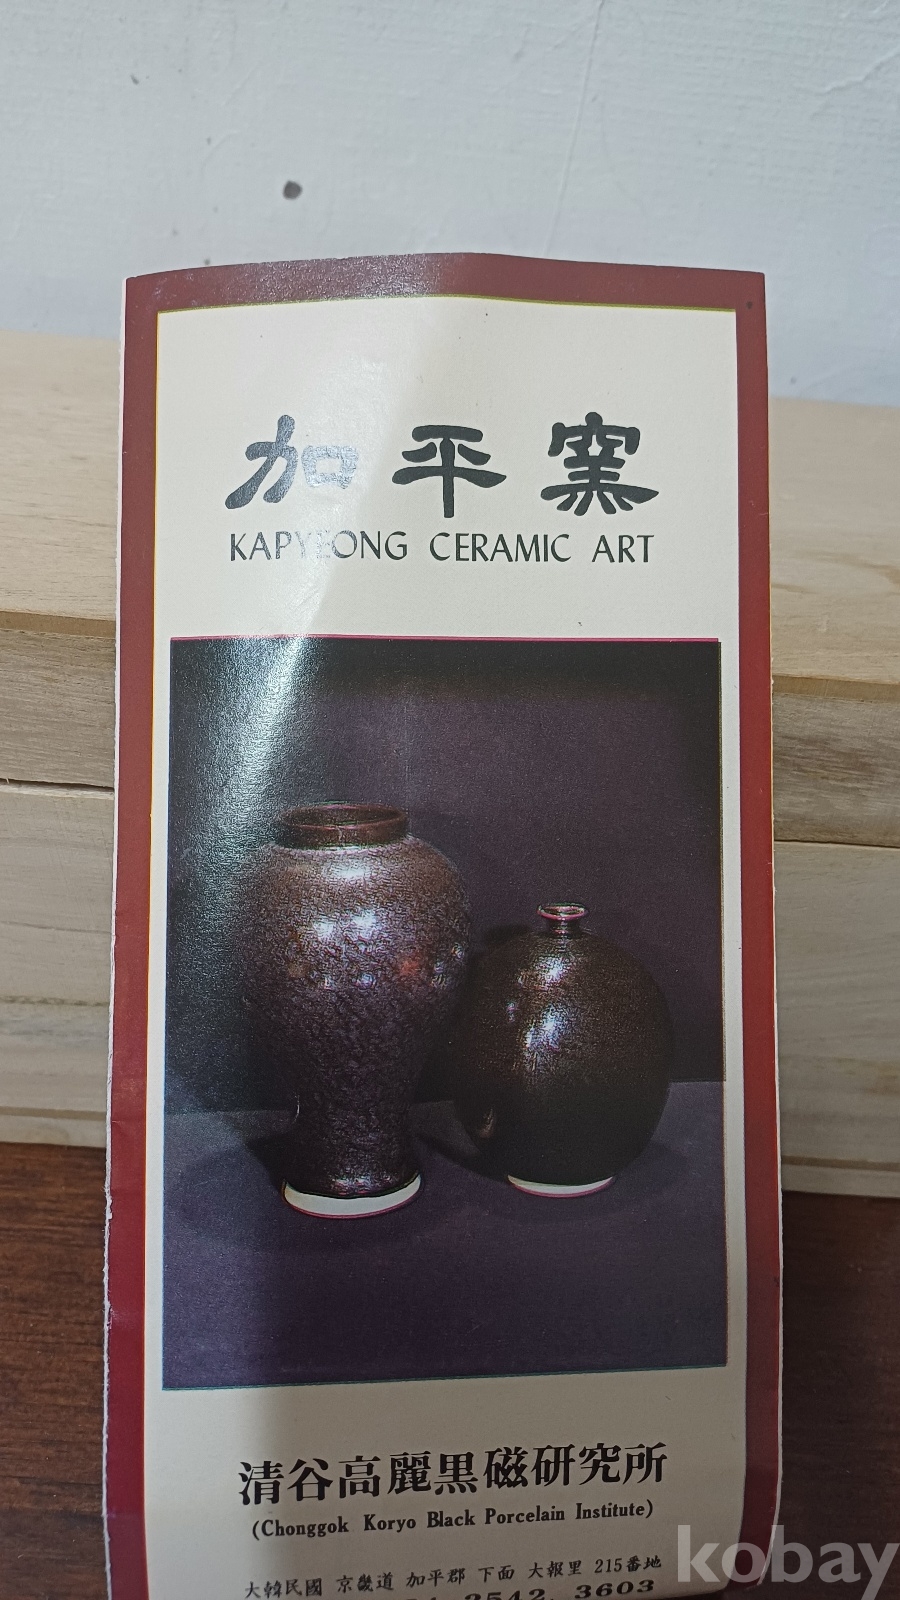 加平窯
KAPYEONG CERAMIC ART
清谷高麗黑磁研究所
(Chonggok Koryo Black Porcelain Institute)
大韓民國 京畿道 加平郡 下面 大報里 215番地
2542, 3603
kobay